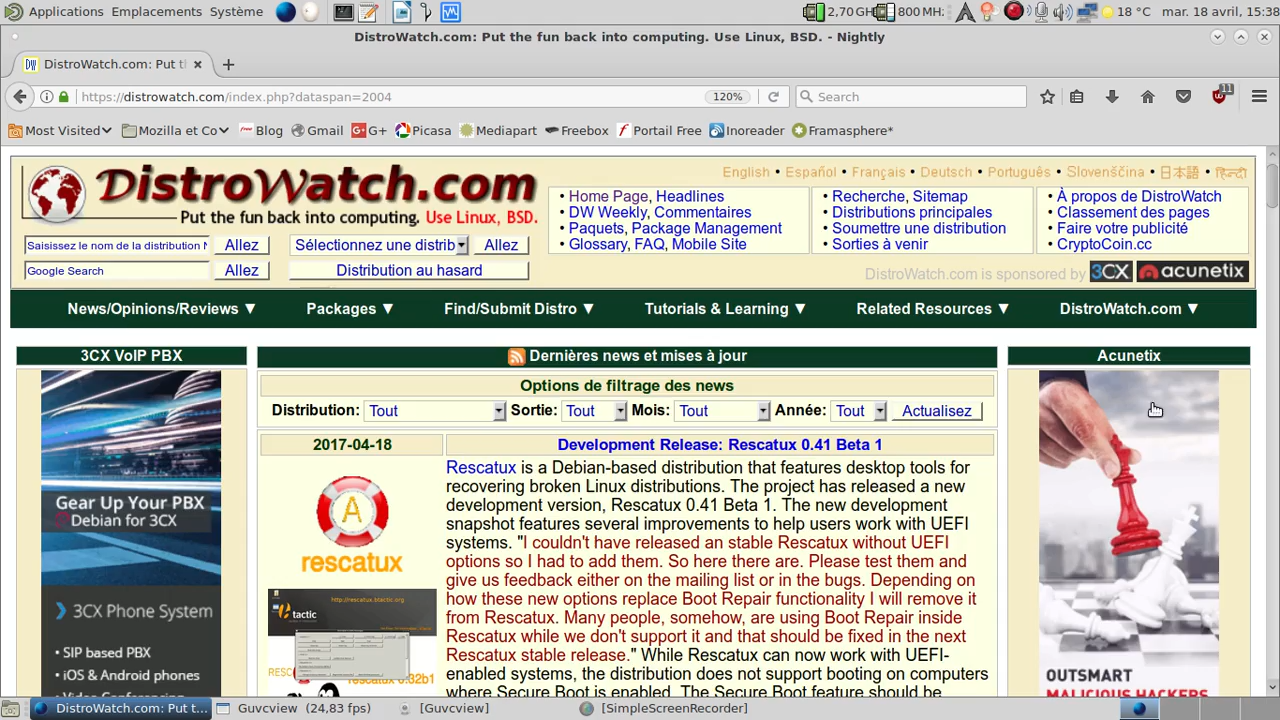 Applications Emplacements Système 2,70 GH 800 MH 18 °C mar. 18 avril, 15:38
DistroWatch.com: Put the fun back into computing. Use Linux, BSD. - Nightly
DW DistroWatch.com: Put th
https://distrowatch.com/index.php?dataspan=2004 120% Search 11
Most Visited Mozilla et Co free Blog Gmail G+ G+ Picasa Mediapart Freebox f Portail Free Inoreader Framasphere*
DistroWatch.com
Put the fun back into computing. Use Linux, BSD.
English • Español • Français • Deutsch • Português • Slovenščina • 日本語 • हिन्दी
• Home Page, Headlines
• DW Weekly, Commentaires
• Paquets, Package Management
• Glossary, FAQ, Mobile Site
• Recherche, Sitemap
• Distributions principales
• Soumettre une distribution
• Sorties à venir
• À propos de DistroWatch
• Classement des pages
• Faire votre publicité
• CryptoCoin.cc
Saisissez le nom de la distribution Allez Sélectionnez une distrib Allez
Google Search Allez Distribution au hasard
DistroWatch.com is sponsored by 3CX acunetix
News/Opinions/Reviews ▼ Packages ▼ Find/Submit Distro ▼ Tutorials & Learning ▼ Related Resources ▼ DistroWatch.com ▼
3CX VoIP PBX
Gear Up Your PBX
Debian for 3CX
3CX Phone System
• SIP based PBX
• iOS & Android phones
• Video Conferencing
Dernières news et mises à jour
Options de filtrage des news
Distribution: Tout Sortie: Tout Mois: Tout Année: Tout Actualisez
2017-04-18
A
rescatux
http://rescatux.btactic.org
tactic
rescatux 0.32b1
Development Release: Rescatux 0.41 Beta 1
Rescatux is a Debian-based distribution that features desktop tools for
recovering broken Linux distributions. The project has released a new
development version, Rescatux 0.41 Beta 1. The new development
snapshot features several improvements to help users work with UEFI
systems. "I couldn't have released an stable Rescatux without UEFI
options so I had to add them. So here there are. Please test them and
give us feedback either on the mailing list or in the bugs. Depending on
how these new options replace Boot Repair functionality I will remove it
from Rescatux. Many people, somehow, are using Boot Repair inside
Rescatux while we don't support it and that should be fixed in the next
Rescatux stable release." While Rescatux can now work with UEFI-
enabled systems, the distribution does not support booting on computers
where Secure Boot is enabled. The Secure Boot feature should be
Acunetix
OUTSMART
MALICIOUS HACKERS
DistroWatch.com: Put t... Guvcview (24,83 fps) [Guvcview] [SimpleScreenRecorder]